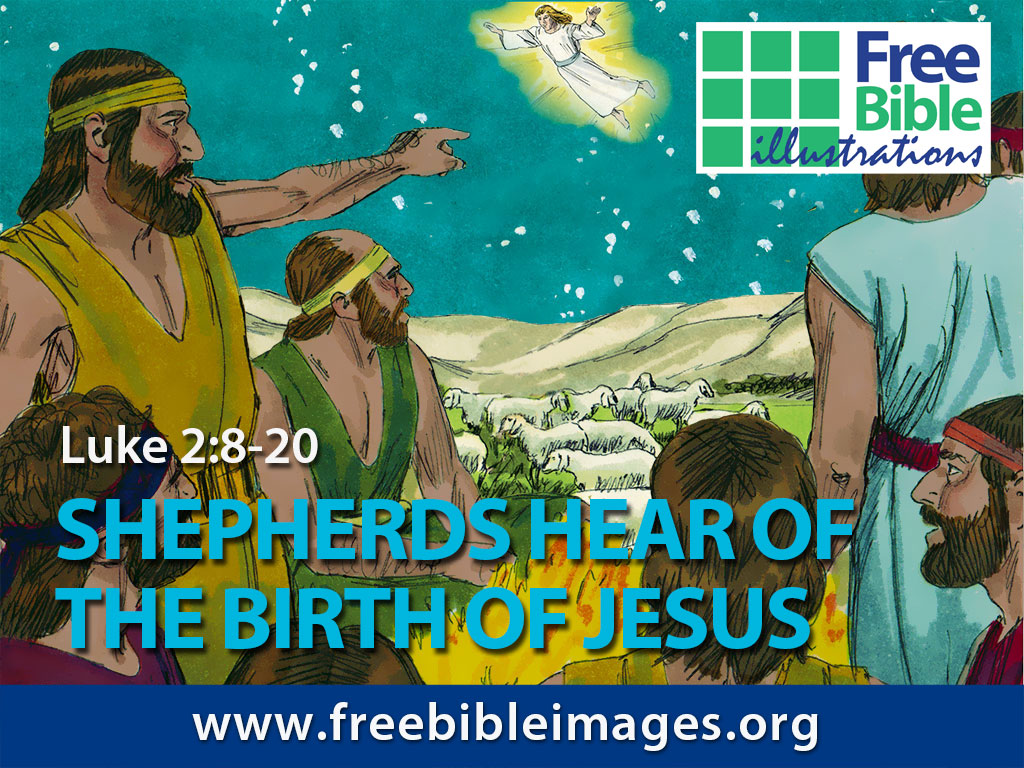 Free
Bible
illustrations
Luke 2:8-20
SHEPHERDS HEAR OF
THE BIRTH OF JESUS
www.freebibleimages.org